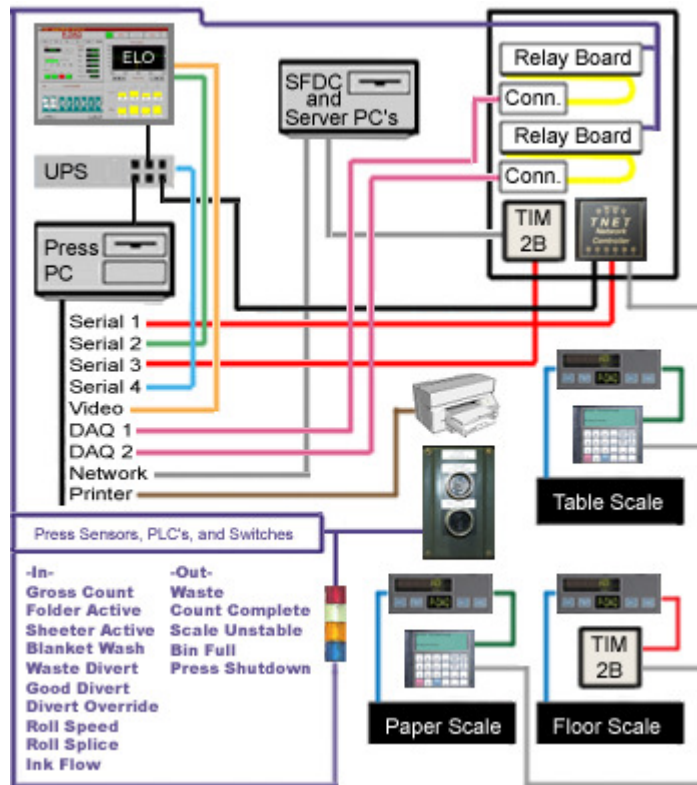 ELO
SFDC
and
Server PC's
Relay Board
Conn.
Relay Board
Conn.
UPS
TIM
2B
TNET
Network
Controller
Press
PC
Serial 1
Serial 2
Serial 3
Serial 4
Video
DAQ 1
DAQ 2
Network
Printer
Table Scale
Press Sensors, PLC's, and Switches
-In-
Gross Count
Folder Active
Sheeter Active
Blanket Wash
Waste Divert
Good Divert
Divert Override
Roll Speed
Roll Splice
Ink Flow
-Out-
Waste
Count Complete
Scale Unstable
Bin Full
Press Shutdown
Paper Scale
TIM
2B
Floor Scale